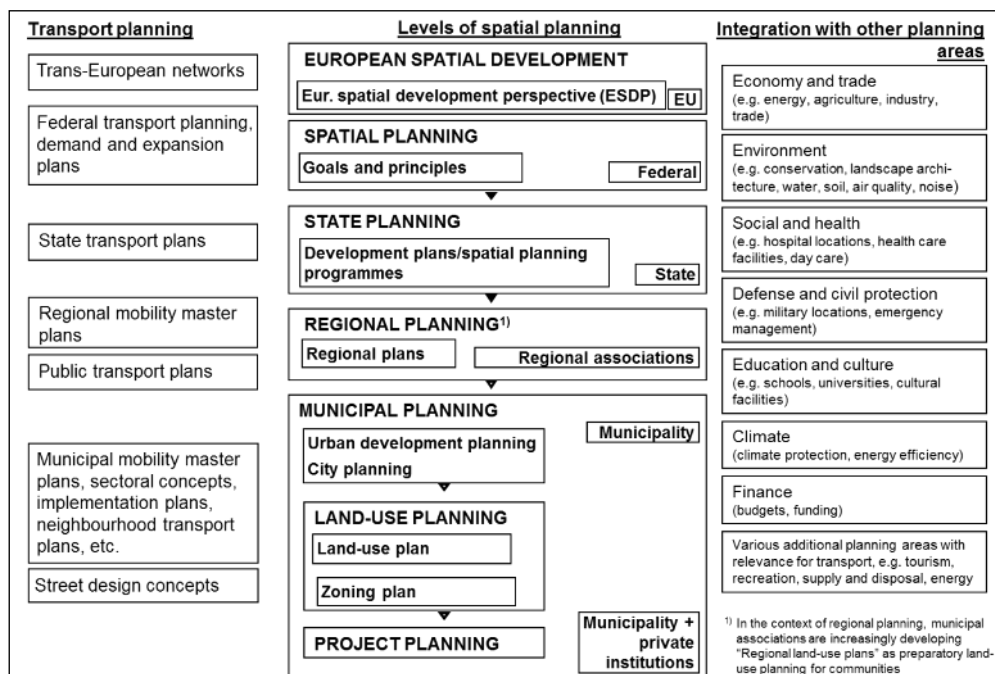 Transport planning
Trans-European networks
Federal transport planning,
demand and expansion
plans
State transport plans
Regional mobility master
plans
Public transport plans
Municipal mobility master
plans, sectoral concepts,
implementation plans,
neighbourhood transport
plans, etc.
Street design concepts
Levels of spatial planning
EUROPEAN SPATIAL DEVELOPMENT
Eur. spatial development perspective (ESDP)
EU
SPATIAL PLANNING
Goals and principles
Federal
STATE PLANNING
Development plans/spatial planning
programmes
State
REGIONAL PLANNING¹⁾
Regional plans
Regional associations
MUNICIPAL PLANNING
Municipality
Urban development planning
City planning
LAND-USE PLANNING
Land-use plan
Zoning plan
PROJECT PLANNING
Municipality +
private
institutions
Integration with other planning
areas
Economy and trade
(e.g. energy, agriculture, industry,
trade)
Environment
(e.g. conservation, landscape archi-
tecture, water, soil, air quality, noise)
Social and health
(e.g. hospital locations, health care
facilities, day care)
Defense and civil protection
(e.g. military locations, emergency
management)
Education and culture
(e.g. schools, universities, cultural
facilities)
Climate
(climate protection, energy efficiency)
Finance
(budgets, funding)
Various additional planning areas with
relevance for transport, e.g. tourism,
recreation, supply and disposal, energy
¹⁾ In the context of regional planning, municipal
associations are increasingly developing
“Regional land-use plans” as preparatory land-
use planning for communities